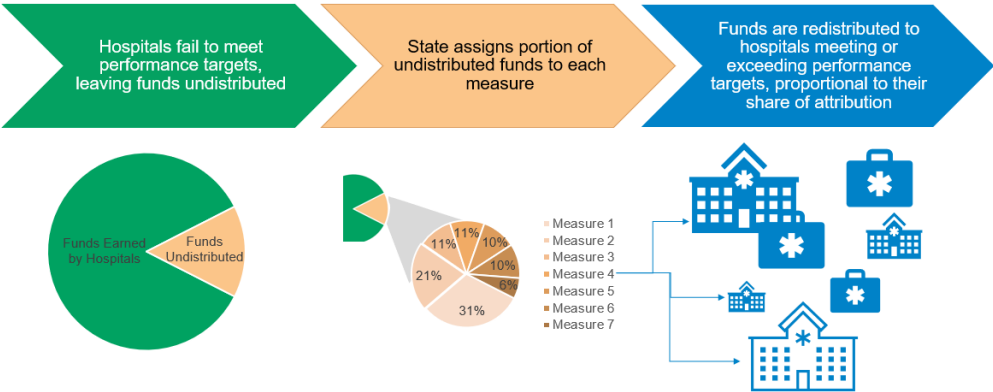 Hospitals fail to meet
performance targets,
leaving funds undistributed
State assigns portion of
undistributed funds to each
measure
Funds are redistributed to
hospitals meeting or
exceeding performance
targets, proportional to their
share of attribution
Funds Earned
by Hospitals
Funds
Undistributed
11%
11%
10%
10%
6%
21%
31%
Measure 1
Measure 2
Measure 3
Measure 4
Measure 5
Measure 6
Measure 7